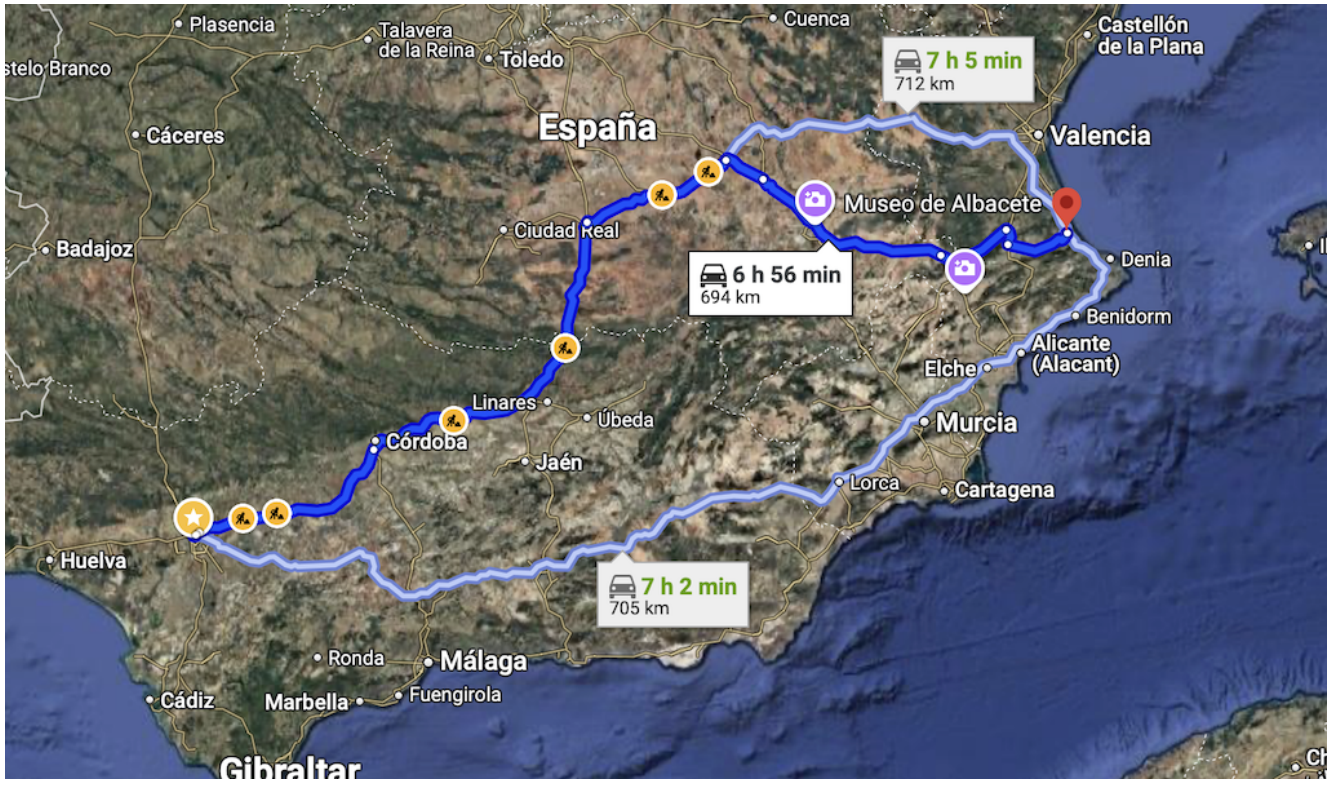 Cuenca
Plasencia
Castellón
de la Plana
Talavera
de la Reina
Toledo
stelo Branco
7 h 5 min
712 km
España
Cáceres
Valencia
Museo de Albacete
Ciudad Real
Badajoz
Denia
6 h 56 min
694 km
Benidorm
Alicante
(Alacant)
Elche
Linares
Úbeda
Murcia
Córdoba
Jaén
Lorca
Cartagena
Huelva
7 h 2 min
705 km
Ronda
Málaga
Cádiz
Marbella
Fuengirola
Gibraltar
Ch